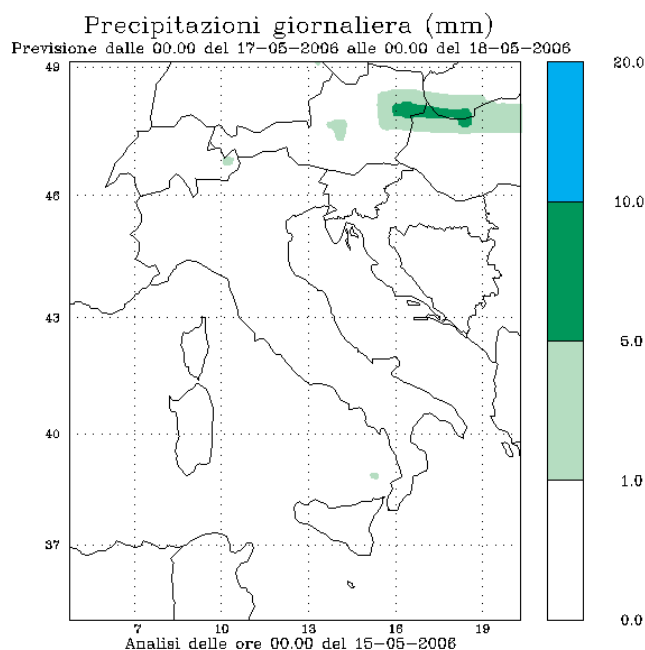 Precipitazioni giornaliera (mm)
Previsione dalle 00.00 del 17-05-2006 alle 00.00 del 18-05-2006
49
46
43
40
37
7 10 13 16 19
20.0
10.0
5.0
1.0
0.0
Analisi delle ore 00.00 del 15-05-2006